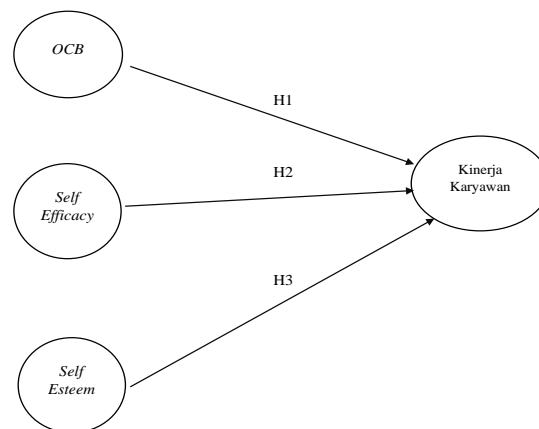 OCB
H1
Kinerja
Karyawan
H2
Self
Efficacy
H3
Self
Esteem